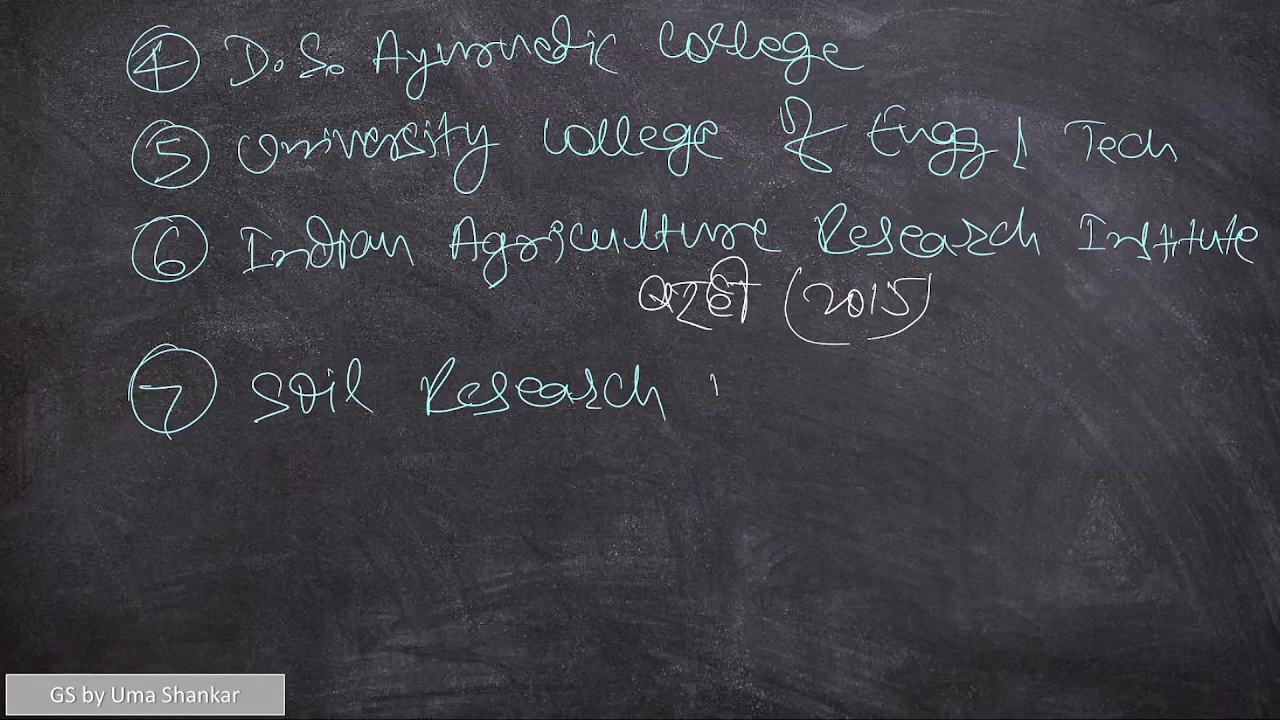 ④ D.S. Ayurvedic College
⑤ University College of Engg / Tech
⑥ Indian Agriculture Research Institute
बरही (2015)
⑦ Soil Research
GS by Uma Shankar